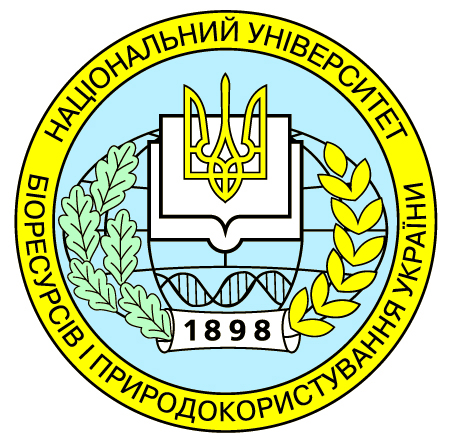 НАЦІОНАЛЬНИЙ УНІВЕРСИТЕТ
БІОРЕСУРСІВ І ПРИРОДОКОРИСТУВАННЯ УКРАЇНИ
1898